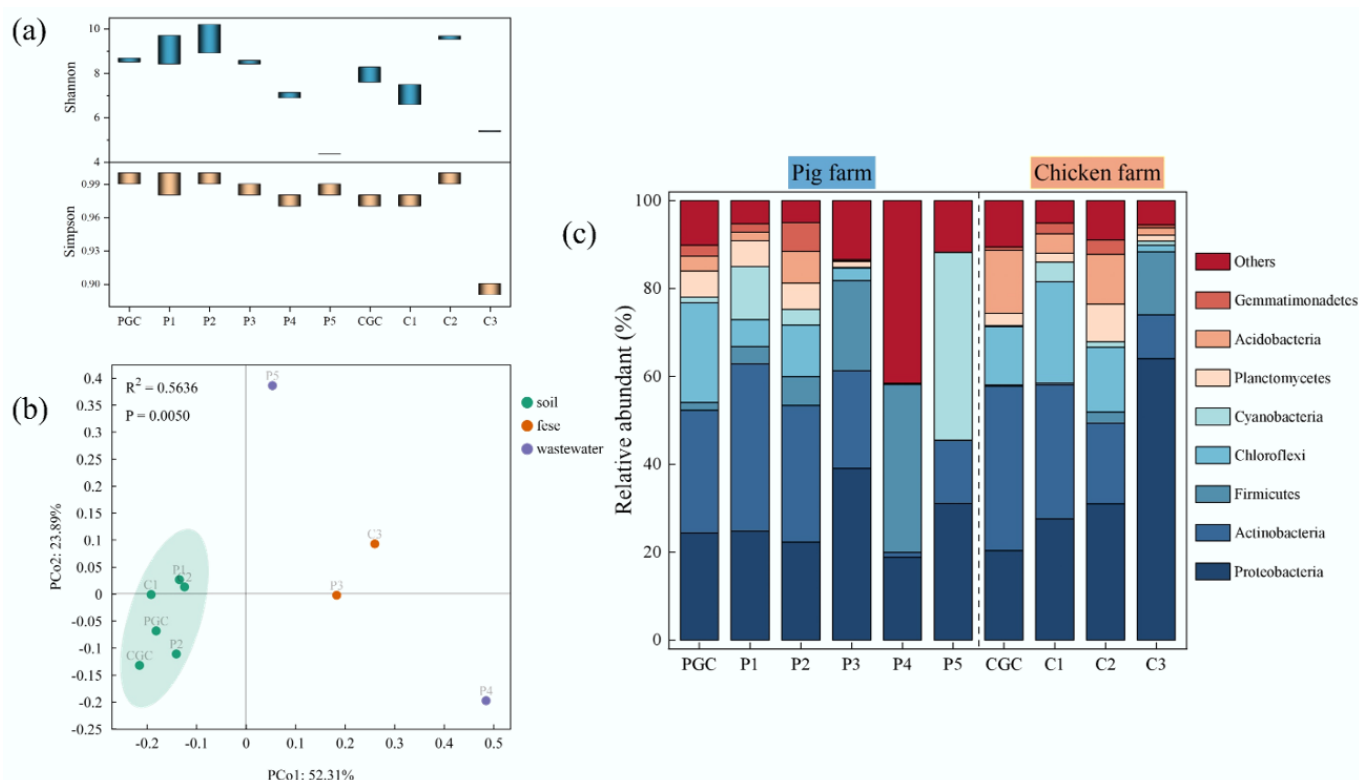 (a)
10
8
6
4
Shannon
0.99
0.96
0.93
0.90
Simpson
PGC P1 P2 P3 P4 P5 CGC C1 C2 C3
(b)
R2 = 0.5636
P = 0.0050
0.4
0.35
0.3
0.25
0.2
0.15
0.1
0.05
0
-0.05
-0.1
-0.15
-0.2
-0.25
PCo2: 23.89%
P5
C3
P3
P4
P1
2
C1
PGC
P2
CGC
-0.2 -0.1 0 0.1 0.2 0.3 0.4 0.5
PCo1: 52.31%
soil
fese
wastewater
(c)
Pig farm
Chicken farm
100
80
60
40
20
0
Relative abundant (%)
PGC P1 P2 P3 P4 P5 CGC C1 C2 C3
Others
Gemmatimonadetes
Acidobacteria
Planctomycetes
Cyanobacteria
Chloroflexi
Firmicutes
Actinobacteria
Proteobacteria